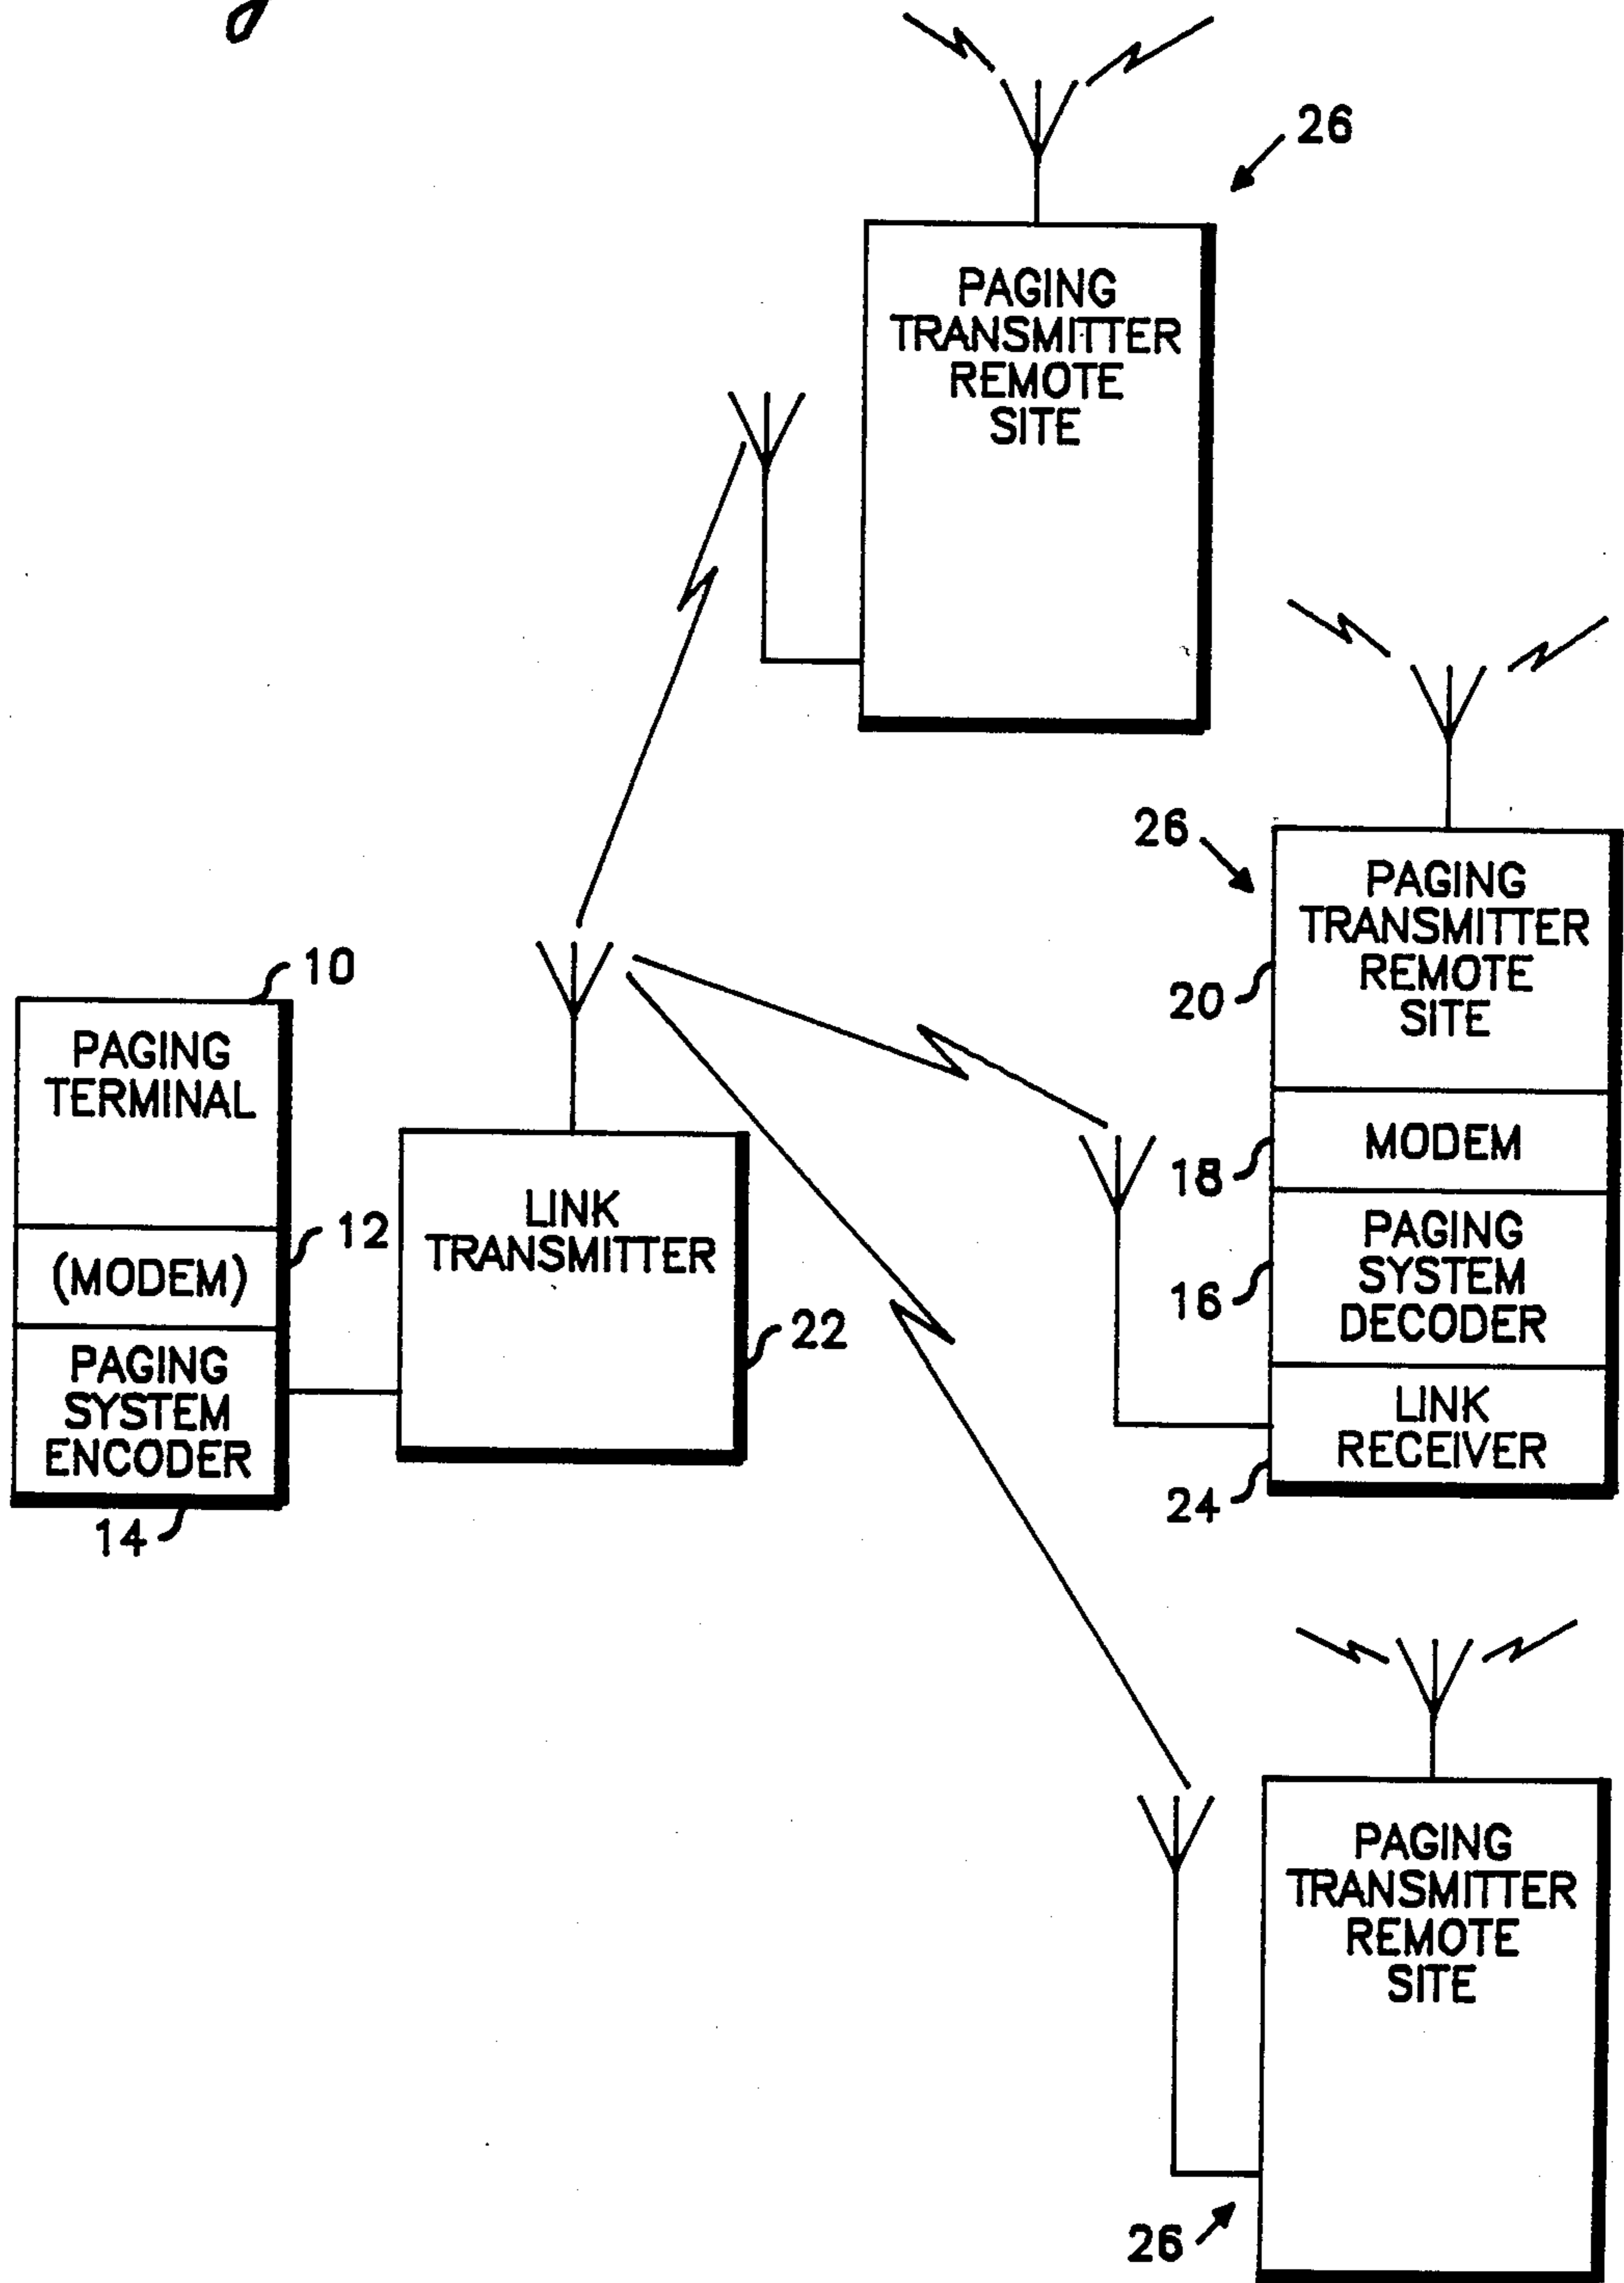 26
PAGING
TRANSMITTER
REMOTE
SITE
26
PAGING
TRANSMITTER
REMOTE
SITE
20
MODEM
18
PAGING
SYSTEM
DECODER
16
LINK
RECEIVER
24
10
PAGING
TERMINAL
(MODEM)
12
PAGING
SYSTEM
ENCODER
14
LINK
TRANSMITTER
22
PAGING
TRANSMITTER
REMOTE
SITE
26